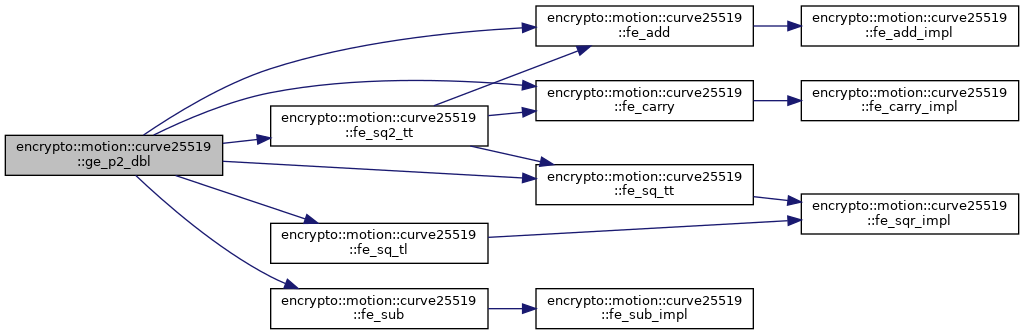 encrypto::motion::curve25519
::ge_p2_dbl
encrypto::motion::curve25519
::fe_add
encrypto::motion::curve25519
::fe_add_impl
encrypto::motion::curve25519
::fe_carry
encrypto::motion::curve25519
::fe_carry_impl
encrypto::motion::curve25519
::fe_sq2_tt
encrypto::motion::curve25519
::fe_sq_tt
encrypto::motion::curve25519
::fe_sqr_impl
encrypto::motion::curve25519
::fe_sq_tl
encrypto::motion::curve25519
::fe_sub
encrypto::motion::curve25519
::fe_sub_impl